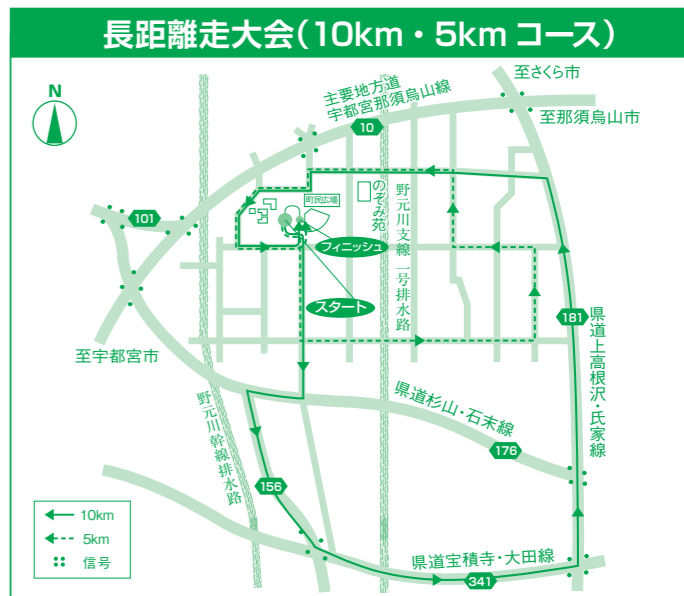 長距離走大会(10km・5kmコース)
N
至さくら市
主要地方道
宇都宮那須烏山線
10
至那須烏山市
町民広場
のぞみ苑
野元川支線 一号排水路
101
フィニッシュ
スタート
181
県道上高根沢・氏家線
至宇都宮市
野元川幹線排水路
県道杉山・石末線
176
156
県道宝積寺・大田線
341
10km
5km
信号